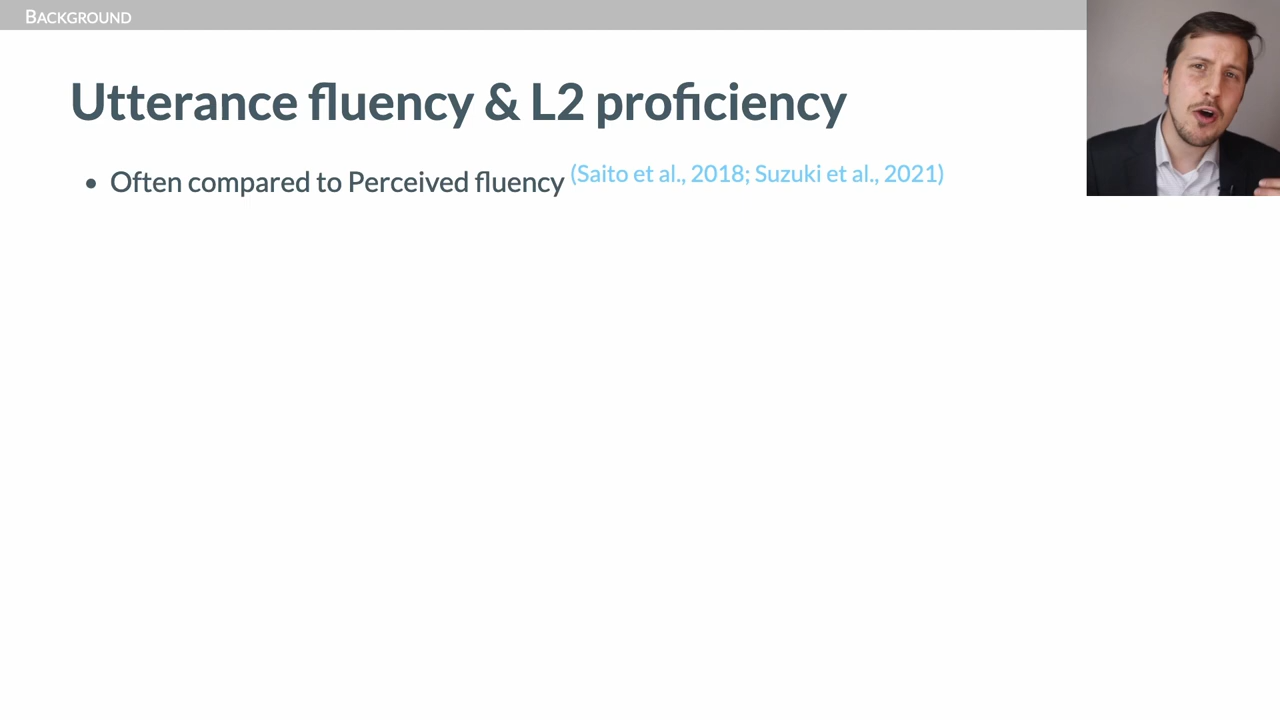 BACKGROUND
Utterance fluency & L2 proficiency
• Often compared to Perceived fluency (Saito et al., 2018; Suzuki et al., 2021)